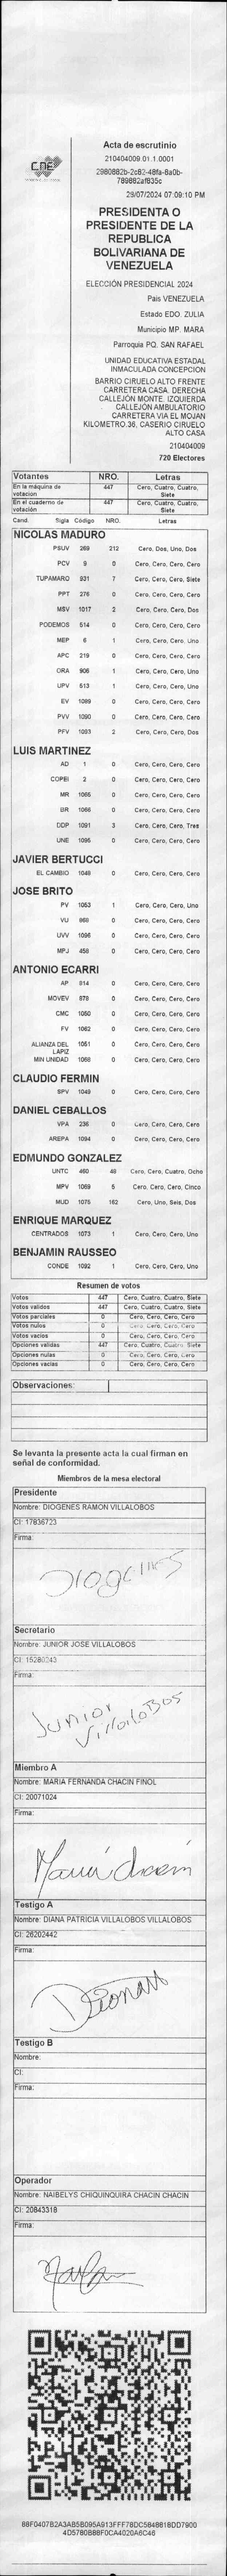 CNE
Acta de escrutinio
210404009.01.1.0001
2980882b-2c82-48fa-8a0b-
789882af835c
29/07/2024 07:09:10 PM
PRESIDENTA O
PRESIDENTE DE LA
REPUBLICA
BOLIVARIANA DE
VENEZUELA
ELECCIÓN PRESIDENCIAL 2024
Pais VENEZUELA
Estado EDO. ZULIA
Municipio MP. MARA
Parroquia PQ. SAN RAFAEL
UNIDAD EDUCATIVA ESTADAL
INMACULADA CONCEPCION
BARRIO CIRUELO ALTO FRENTE
CARRETERA CASA. DERECHA
CALLEJÓN MONTE. IZQUIERDA
CALLEJÓN AMBULATORIO
CARRETERA VIA EL MOJAN
KILOMETRO.36, CASERIO CIRUELO
ALTO CASA
210404009
720 Electores
Votantes NRO. Letras
En la máquina de votación 447 Cero, Cuatro, Cuatro, Siete
En el cuaderno de votación 447 Cero, Cuatro, Cuatro, Siete
Cand. Sigla Código NRO. Letras
NICOLAS MADURO
PSUV 269 212 Cero, Dos, Uno, Dos
PCV 9 0 Cero, Cero, Cero, Cero
TUPAMARO 931 7 Cero, Cero, Cero, Siete
PPT 276 0 Cero, Cero, Cero, Cero
MSV 1017 2 Cero, Cero, Cero, Dos
PODEMOS 514 0 Cero, Cero, Cero, Cero
MEP 6 1 Cero, Cero, Cero, Uno
APC 219 0 Cero, Cero, Cero, Cero
ORA 906 1 Cero, Cero, Cero, Uno
UPV 513 1 Cero, Cero, Cero, Uno
EV 1089 0 Cero, Cero, Cero, Cero
PVV 1090 0 Cero, Cero, Cero, Cero
PFV 1093 2 Cero, Cero, Cero, Dos
LUIS MARTINEZ
AD 1 0 Cero, Cero, Cero, Cero
COPEI 2 0 Cero, Cero, Cero, Cero
MR 1065 0 Cero, Cero, Cero, Cero
BR 1066 0 Cero, Cero, Cero, Cero
DDP 1091 3 Cero, Cero, Cero, Tres
UNE 1095 0 Cero, Cero, Cero, Cero
JAVIER BERTUCCI
EL CAMBIO 1048 0 Cero, Cero, Cero, Cero
JOSE BRITO
PV 1053 1 Cero, Cero, Cero, Uno
VU 868 0 Cero, Cero, Cero, Cero
UVV 1096 0 Cero, Cero, Cero, Cero
MPJ 458 0 Cero, Cero, Cero, Cero
ANTONIO ECARRI
AP 814 0 Cero, Cero, Cero, Cero
MOVEV 878 0 Cero, Cero, Cero, Cero
CMC 1050 0 Cero, Cero, Cero, Cero
FV 1062 0 Cero, Cero, Cero, Cero
ALIANZA DEL LAPIZ 1051 0 Cero, Cero, Cero, Cero
MIN UNIDAD 1068 0 Cero, Cero, Cero, Cero
CLAUDIO FERMIN
SPV 1049 0 Cero, Cero, Cero, Cero
DANIEL CEBALLOS
VPA 236 0 Cero, Cero, Cero, Cero
AREPA 1094 0 Cero, Cero, Cero, Cero
EDMUNDO GONZALEZ
UNTC 460 48 Cero, Cero, Cuatro, Ocho
MPV 1069 5 Cero, Cero, Cero, Cinco
MUD 1075 162 Cero, Uno, Seis, Dos
ENRIQUE MARQUEZ
CENTRADOS 1073 1 Cero, Cero, Cero, Uno
BENJAMIN RAUSSEO
CONDE 1092 1 Cero, Cero, Cero, Uno
Resumen de votos
Votos 447 Cero, Cuatro, Cuatro, Siete
Votos validos 447 Cero, Cuatro, Cuatro, Siete
Votos parciales 0 Cero, Cero, Cero, Cero
Votos nulos 0 Cero, Cero, Cero, Cero
Votos vacios 0 Cero, Cero, Cero, Cero
Opciones validas 447 Cero, Cuatro, Cuatro, Siete
Opciones nulas 0 Cero, Cero, Cero, Cero
Opciones vacias 0 Cero, Cero, Cero, Cero
Observaciones:
Se levanta la presente acta la cual firman en
señal de conformidad.
Miembros de la mesa electoral
Presidente
Nombre: DIOGENES RAMON VILLALOBOS
CI: 17836723
Firma:
Diogenes
Secretario
Nombre: JUNIOR JOSE VILLALOBOS
CI: 15280243
Firma:
Junior
VillaloBos
Miembro A
Nombre: MARIA FERNANDA CHACIN FINOL
CI: 20071024
Firma:
María chacín
Testigo A
Nombre: DIANA PATRICIA VILLALOBOS VILLALOBOS
CI: 26202442
Firma:
Testigo B
Nombre:
CI:
Firma:
Operador
Nombre: NAIBELYS CHIQUINQUIRA CHACIN CHACIN
CI: 20843318
Firma:
88F0407B2A3AB5B095A913FFF78DC5848818DD7900
4D5780B88F0CA4020A6C46